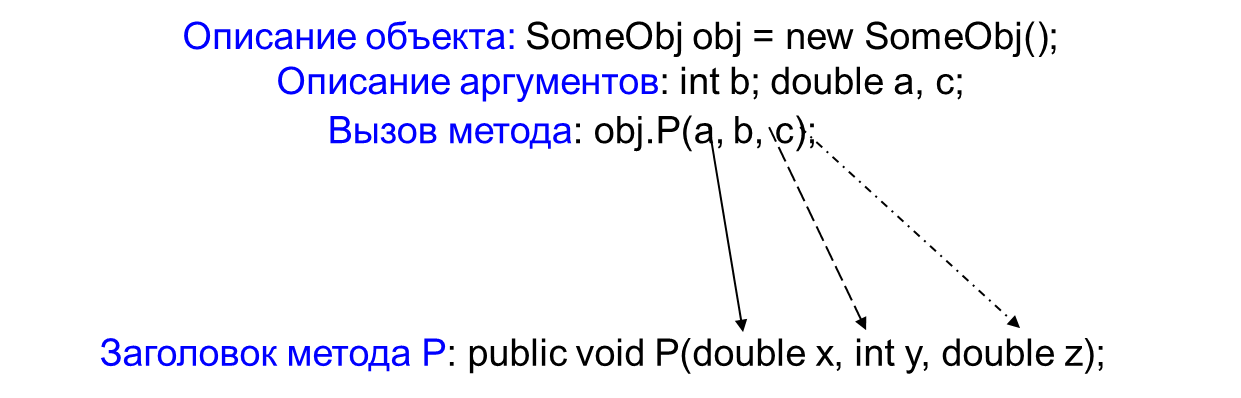 Описание объекта: SomeObj obj = new SomeObj();
Описание аргументов: int b; double a, c;
Вызов метода: obj.P(a, b, c);
Заголовок метода P: public void P(double x, int y, double z);